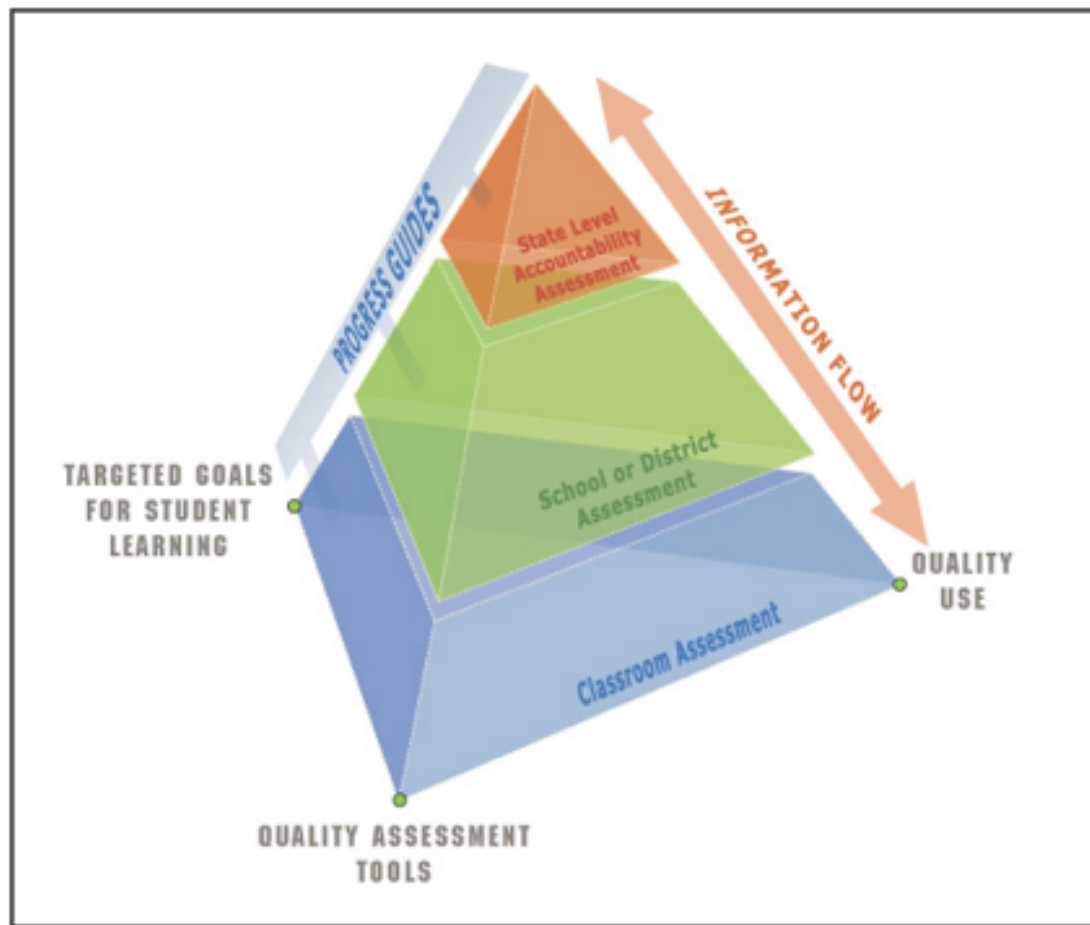 PROGRESS GUIDES
INFORMATION FLOW
State Level
Accountability
Assessment
School or District
Assessment
Classroom Assessment
TARGETED GOALS
FOR STUDENT
LEARNING
QUALITY
USE
QUALITY ASSESSMENT
TOOLS